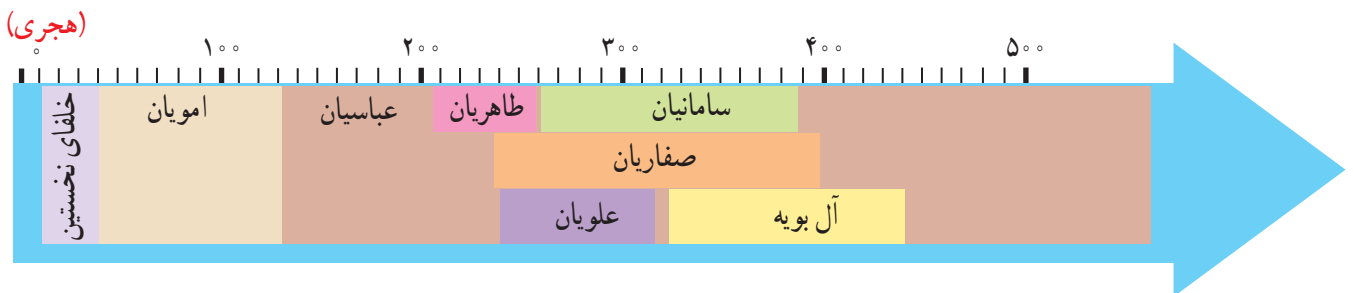 (هجری)
۰ ۱۰۰ ۲۰۰ ۳۰۰ ۴۰۰ ۵۰۰
خلفای نخستین
امویان
عباسیان
طاهریان
سامانیان
صفاریان
علویان
آل بویه